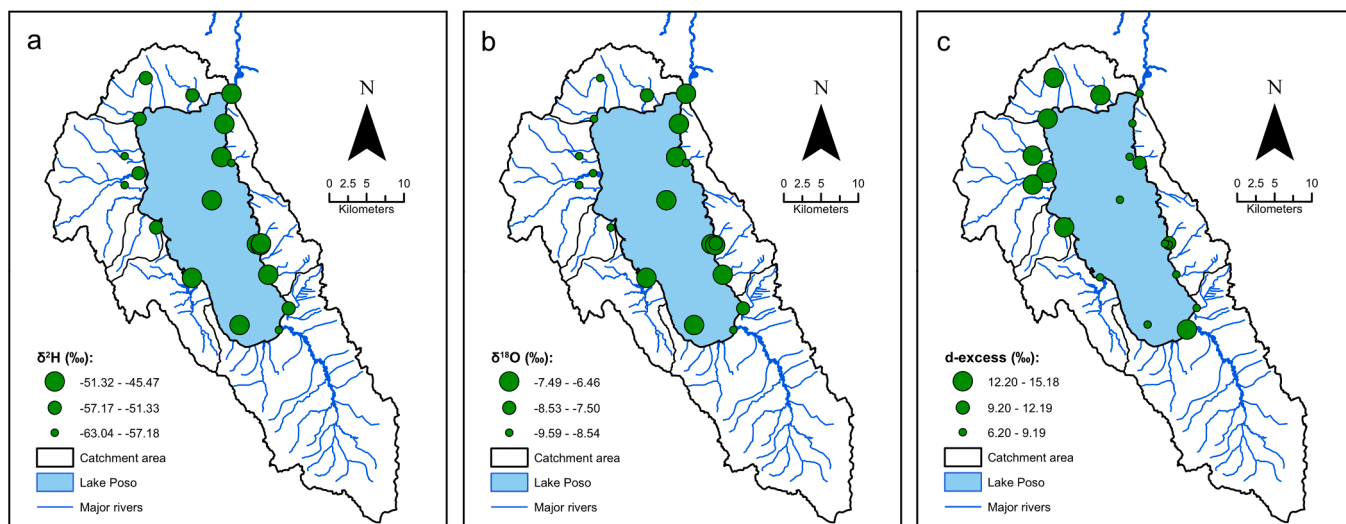 a
N
0 2.5 5 10
Kilometers
δ²H (‰):
-51.32 - -45.47
-57.17 - -51.33
-63.04 - -57.18
Catchment area
Lake Poso
Major rivers
b
N
0 2.5 5 10
Kilometers
δ¹⁸O (‰):
-7.49 - -6.46
-8.53 - -7.50
-9.59 - -8.54
Catchment area
Lake Poso
Major rivers
c
N
0 2.5 5 10
Kilometers
d-excess (‰):
12.20 - 15.18
9.20 - 12.19
6.20 - 9.19
Catchment area
Lake Poso
Major rivers